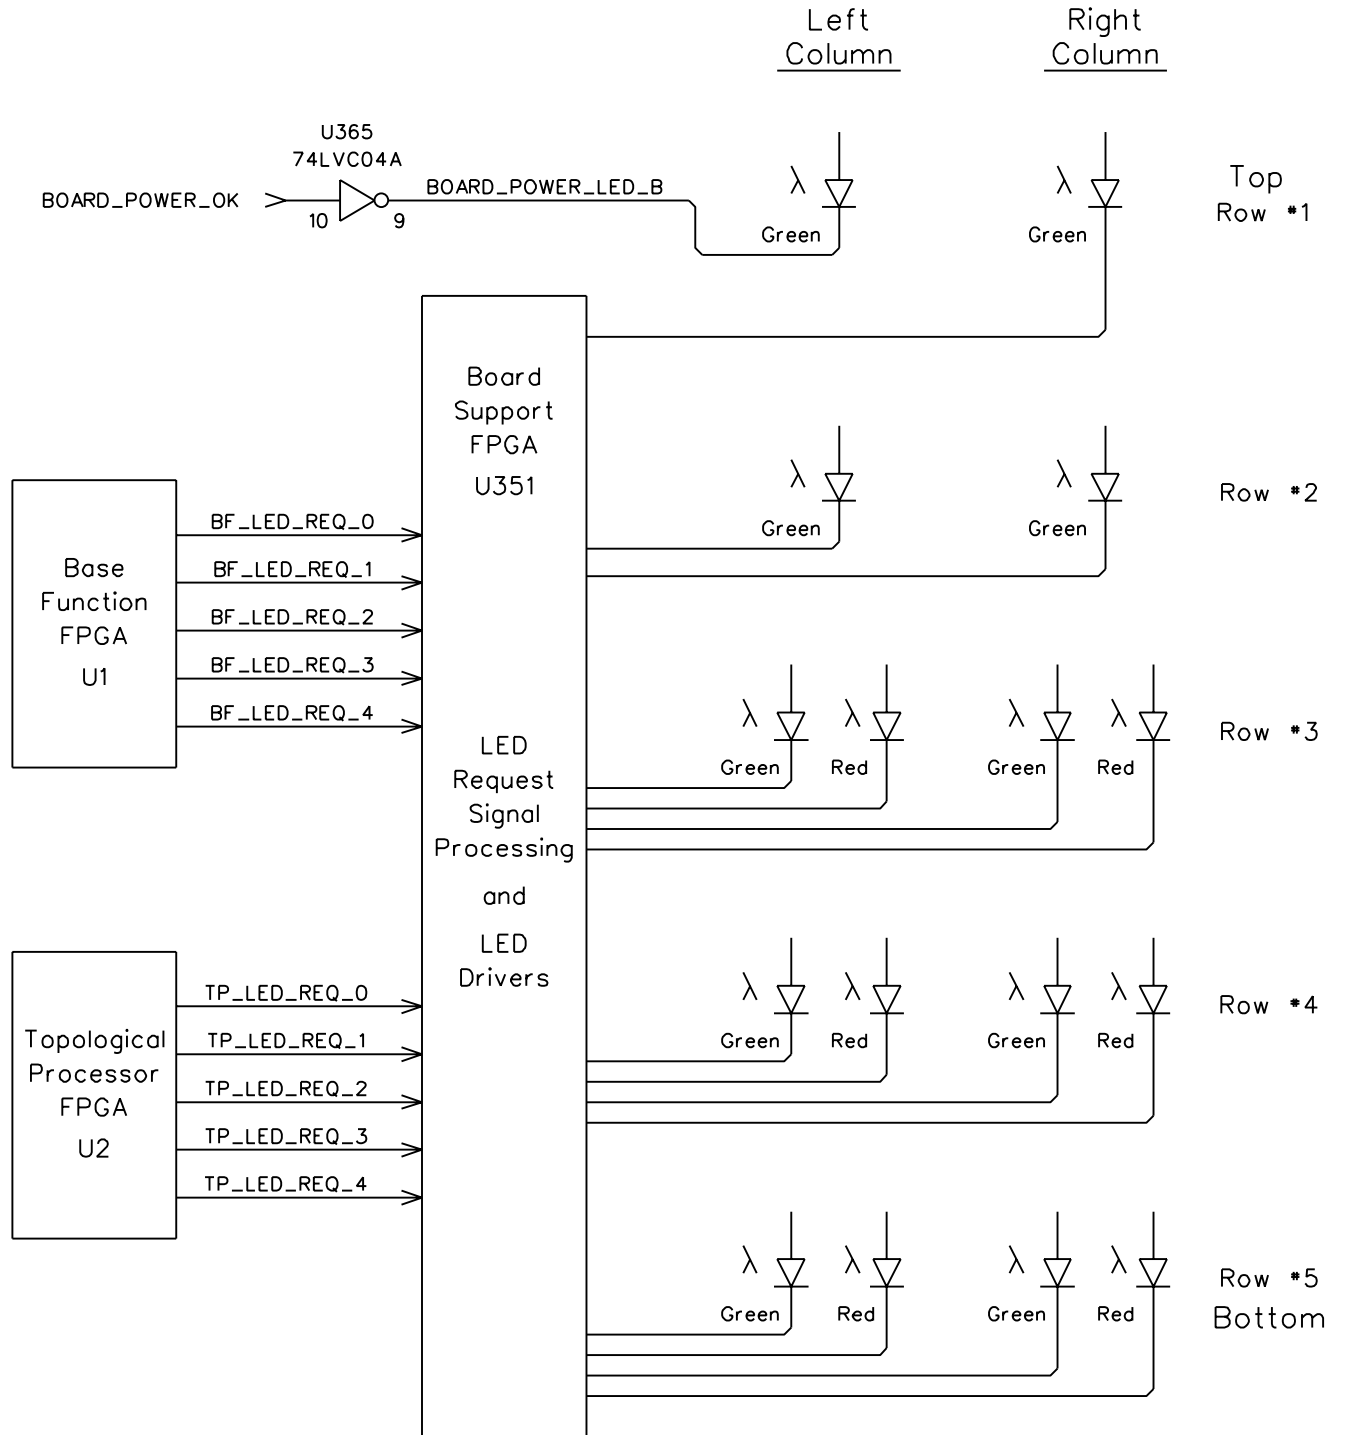 Left Column
Right Column
U365
74LVC04A
BOARD_POWER_OK
10
9
BOARD_POWER_LED_B
λ
Green
λ
Green
Top
Row #1
Board
Support
FPGA
U351
λ
Green
λ
Green
Row #2
Base
Function
FPGA
U1
BF_LED_REQ_0
BF_LED_REQ_1
BF_LED_REQ_2
BF_LED_REQ_3
BF_LED_REQ_4
LED
Request
Signal
Processing
and
LED
Drivers
λ
Green
λ
Red
λ
Green
λ
Red
Row #3
Topological
Processor
FPGA
U2
TP_LED_REQ_0
TP_LED_REQ_1
TP_LED_REQ_2
TP_LED_REQ_3
TP_LED_REQ_4
λ
Green
λ
Red
λ
Green
λ
Red
Row #4
λ
Green
λ
Red
λ
Green
λ
Red
Row #5
Bottom